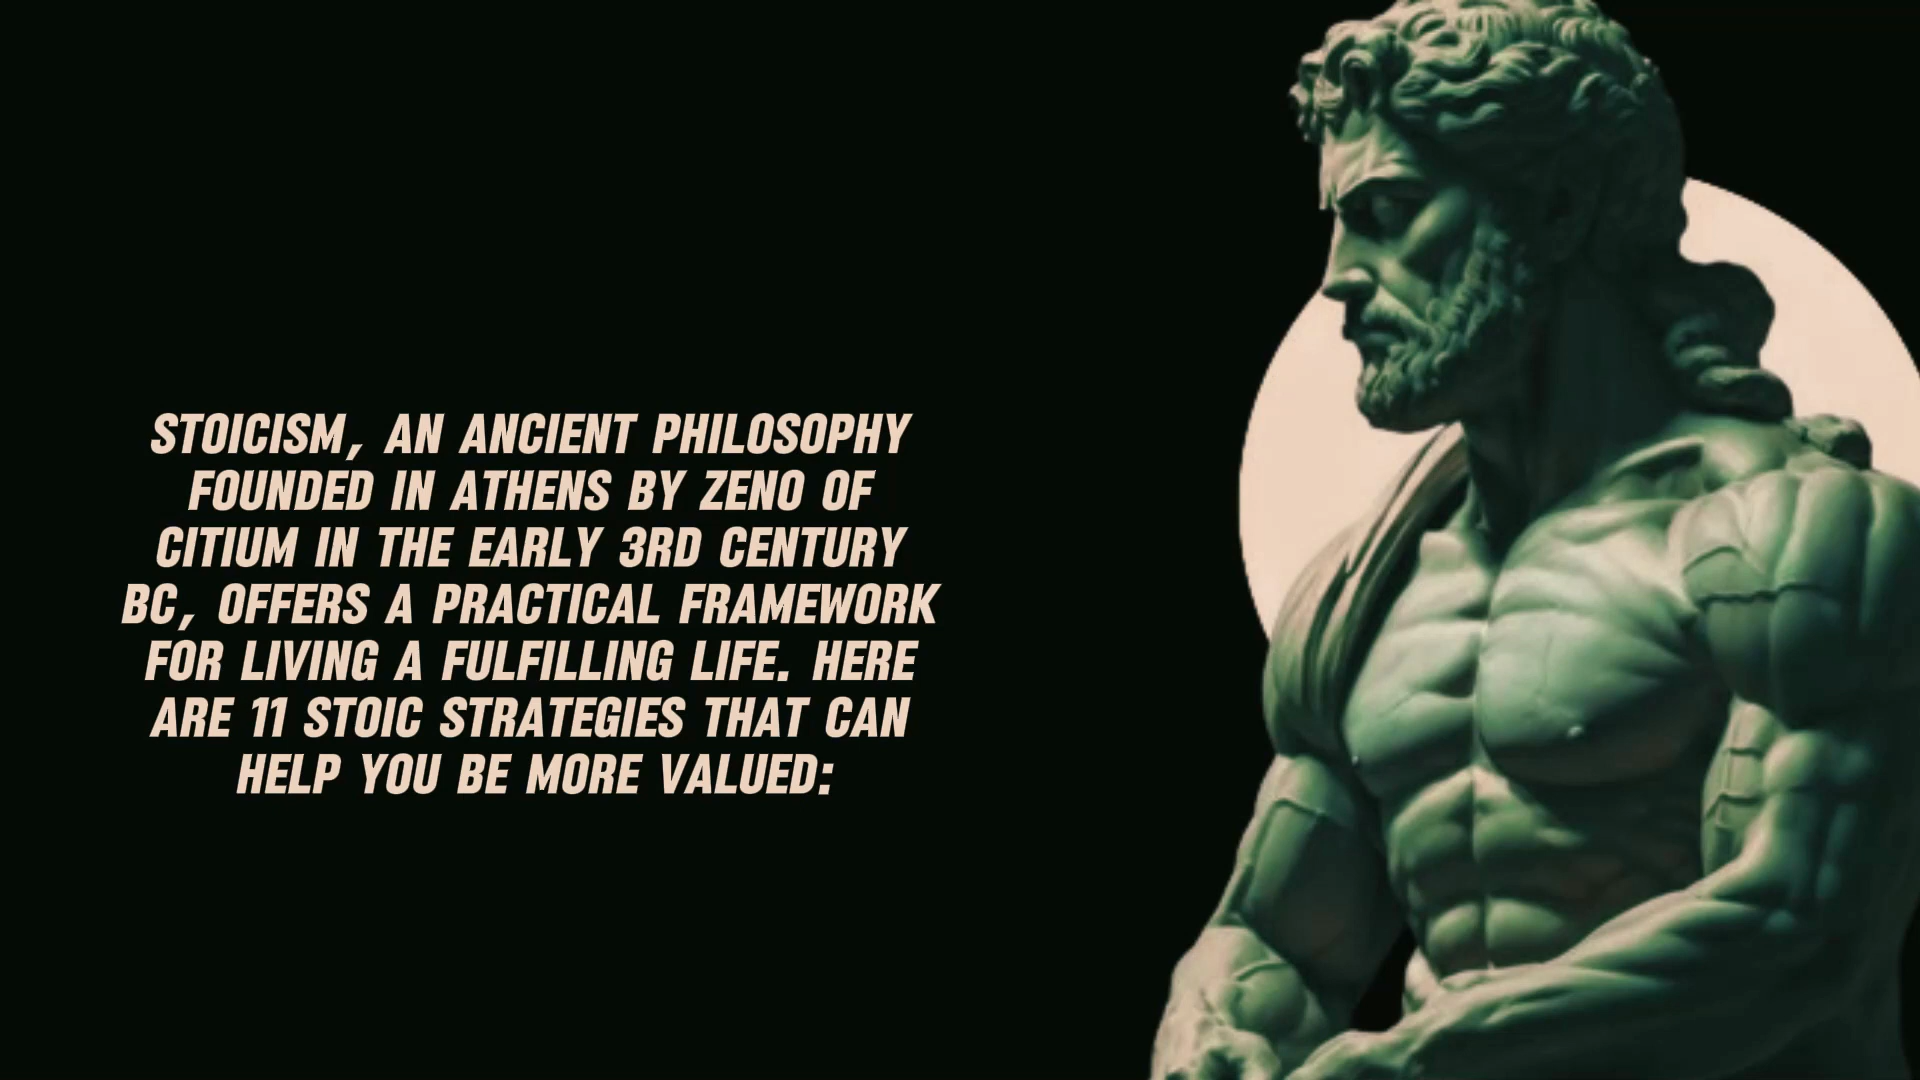 STOICISM, AN ANCIENT PHILOSOPHY
FOUNDED IN ATHENS BY ZENO OF
CITIUM IN THE EARLY 3RD CENTURY
BC, OFFERS A PRACTICAL FRAMEWORK
FOR LIVING A FULFILLING LIFE. HERE
ARE 11 STOIC STRATEGIES THAT CAN
HELP YOU BE MORE VALUED: